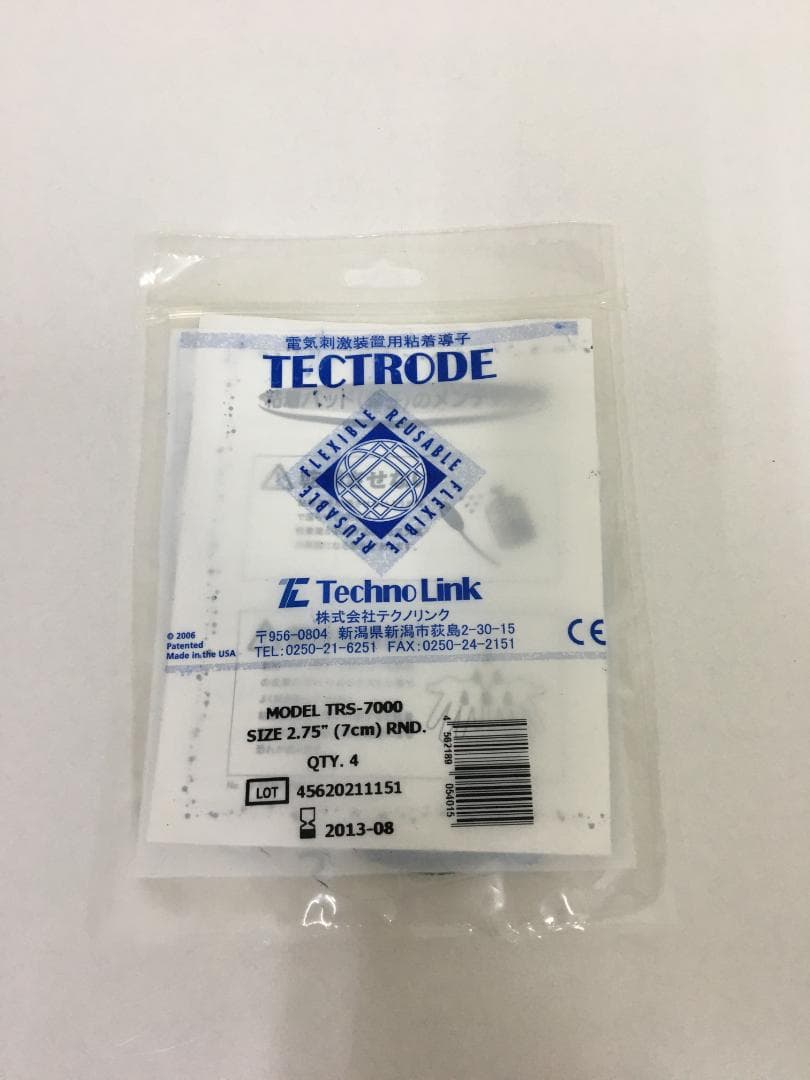 電気刺激装置用粘着導子
TECTRODE
FLEXIBLE REUSABLE FLEXIBLE REUSABLE
Techno Link
株式会社テクノリンク
〒956-0804 新潟県新潟市荻島2-30-15
TEL:0250-21-6251 FAX:0250-24-2151
© 2006
Patented
Made in the USA
CE
MODEL TRS-7000
SIZE 2.75" (7cm) RND.
QTY. 4
LOT 45620211151
2013-08
4 562189 054015